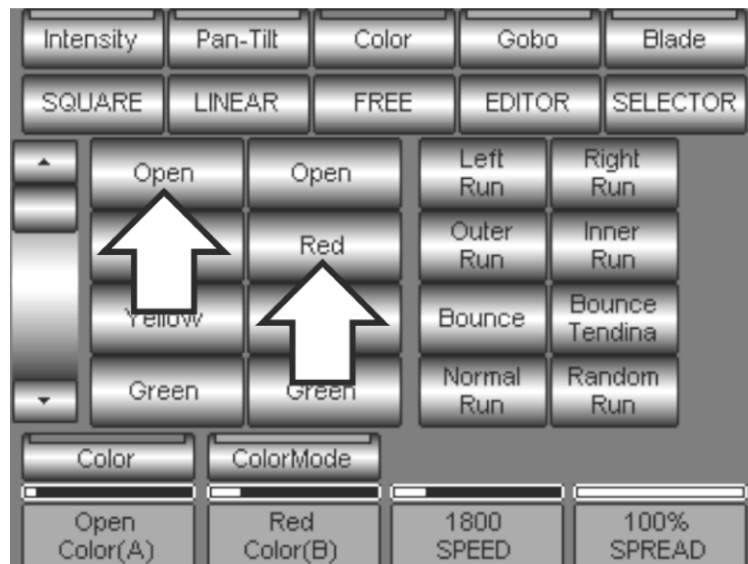 Intensity Pan-Tilt Color Gobo Blade
SQUARE LINEAR FREE EDITOR SELECTOR
Open Open Left Run Right Run
Red Outer Run Inner Run
Yellow Bounce Bounce Tendina
Green Green Normal Run Random Run
Color ColorMode
Open Red 1800 100%
Color(A) Color(B) SPEED SPREAD